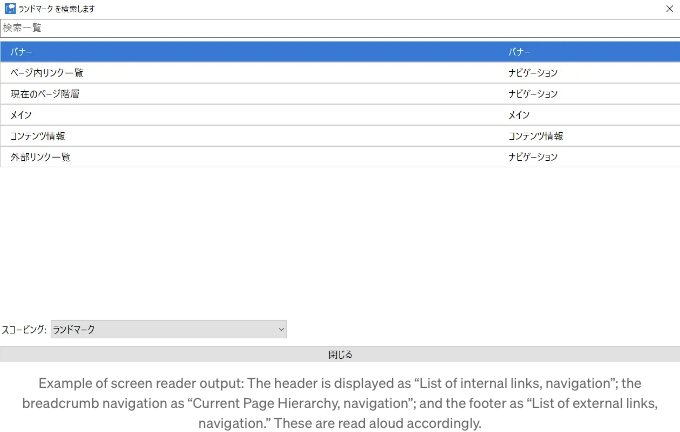 ランドマーク を検索します
検索一覧
バナー バナー
ページ内リンク一覧 ナビゲーション
現在のページ階層 ナビゲーション
メイン メイン
コンテンツ情報 コンテンツ情報
外部リンク一覧 ナビゲーション
スコーピング: ランドマーク
閉じる
Example of screen reader output: The header is displayed as “List of internal links, navigation”; the
breadcrumb navigation as “Current Page Hierarchy, navigation”; and the footer as “List of external links,
navigation.” These are read aloud accordingly.